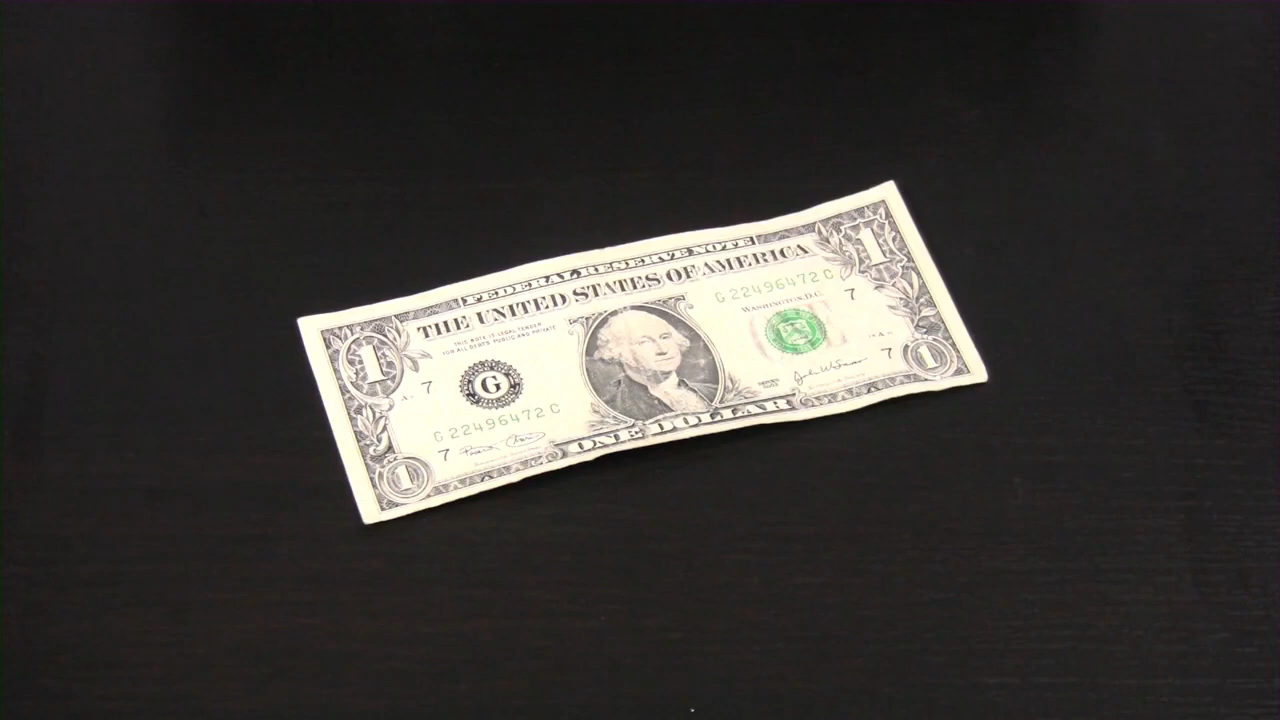 FEDERAL RESERVE NOTE
THE UNITED STATES OF AMERICA
1
1
THIS NOTE IS LEGAL TENDER
FOR ALL DEBTS, PUBLIC AND PRIVATE
G 22496472 C
WASHINGTON, D.C.
7
7
G
7
G 22496472 C
7
SERIES
1
1
ONE DOLLAR